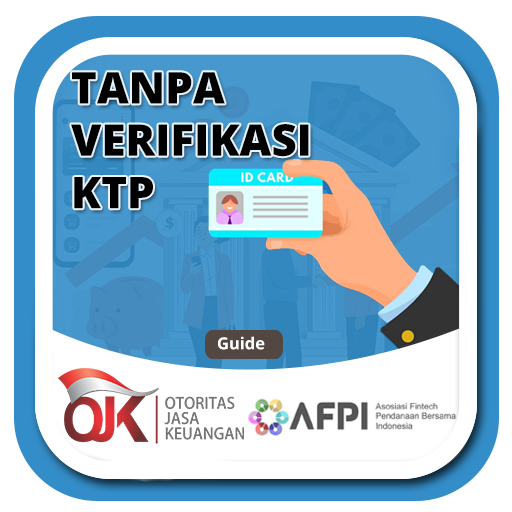 TANPA
VERIFIKASI
KTP
ID CARD
Guide
OJK
OTORITAS
JASA
KEUANGAN
AFPI
Asosiasi Fintech
Pendanaan Bersama
Indonesia